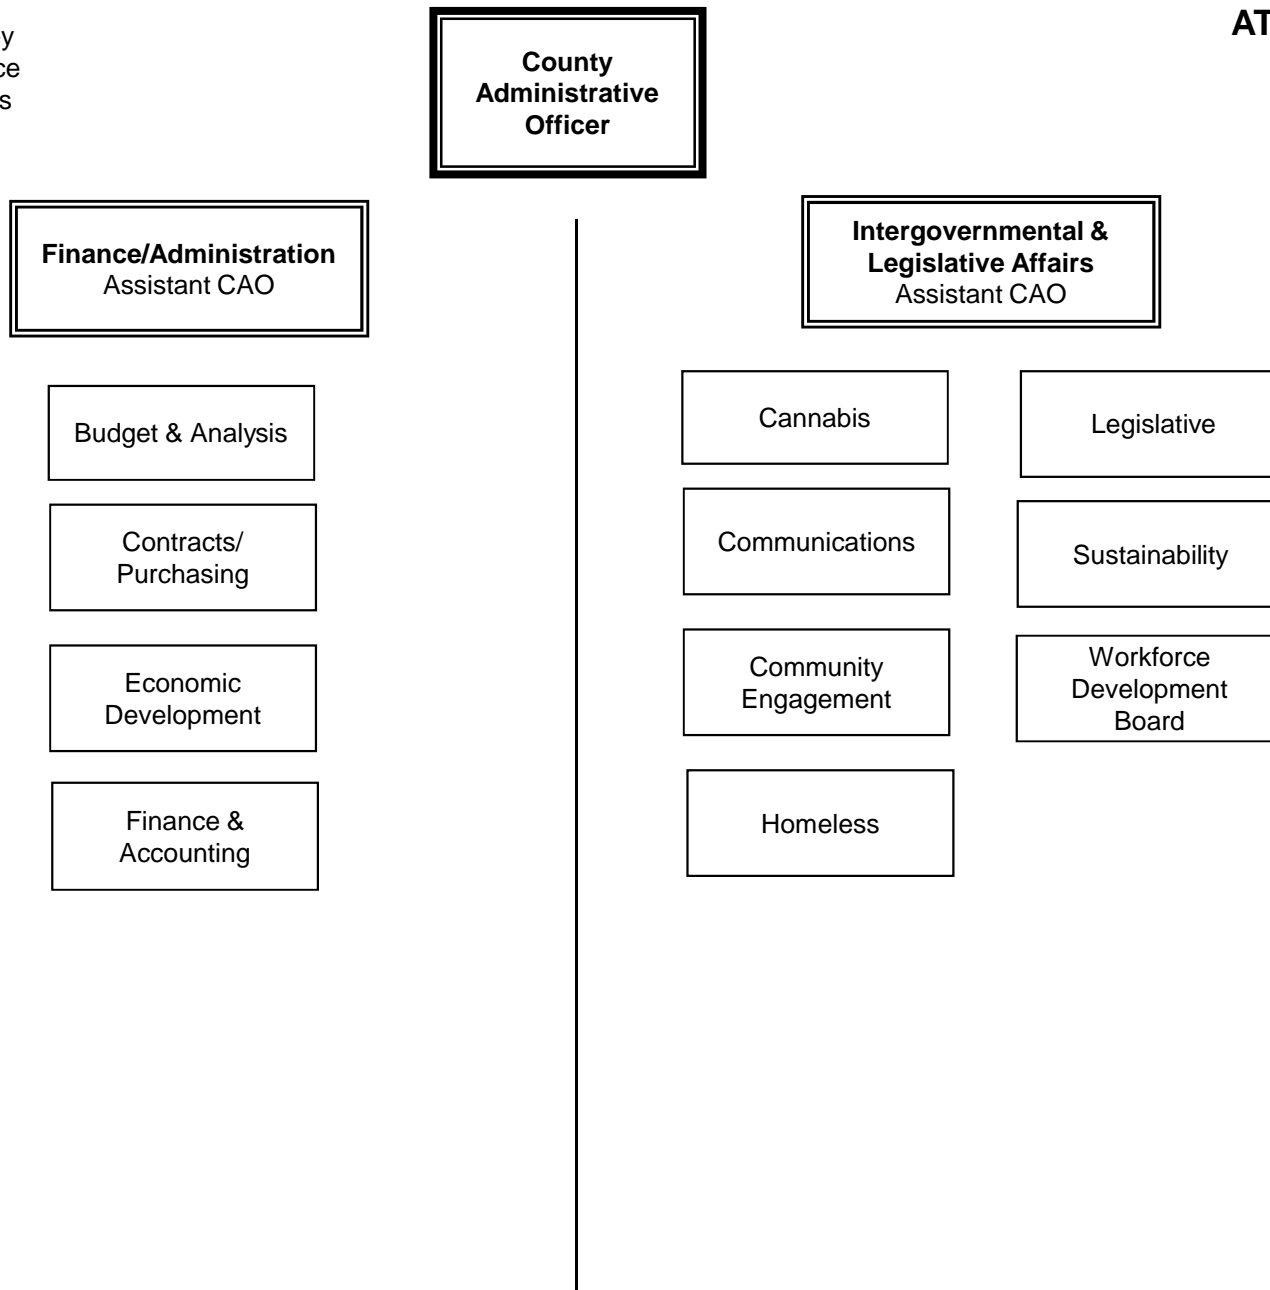 AT
County
Administrative
Officer
Finance/Administration
Assistant CAO
Budget & Analysis
Contracts/
Purchasing
Economic
Development
Finance &
Accounting
Intergovernmental &
Legislative Affairs
Assistant CAO
Cannabis
Communications
Community
Engagement
Homeless
Legislative
Sustainability
Workforce
Development
Board